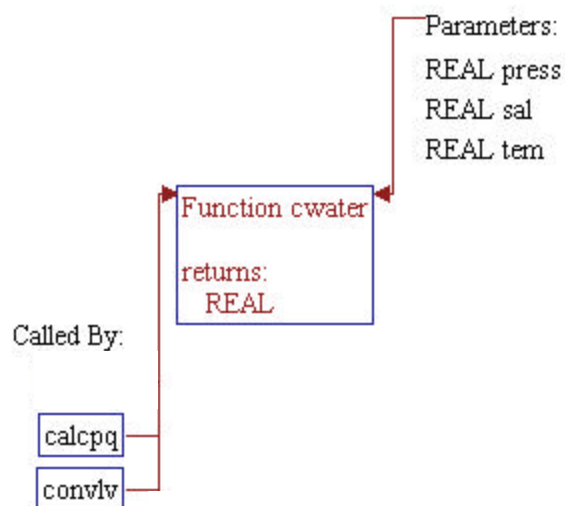 Parameters:
REAL press
REAL sal
REAL tem
Function cwater
returns:
REAL
Called By:
calcpq
convlv